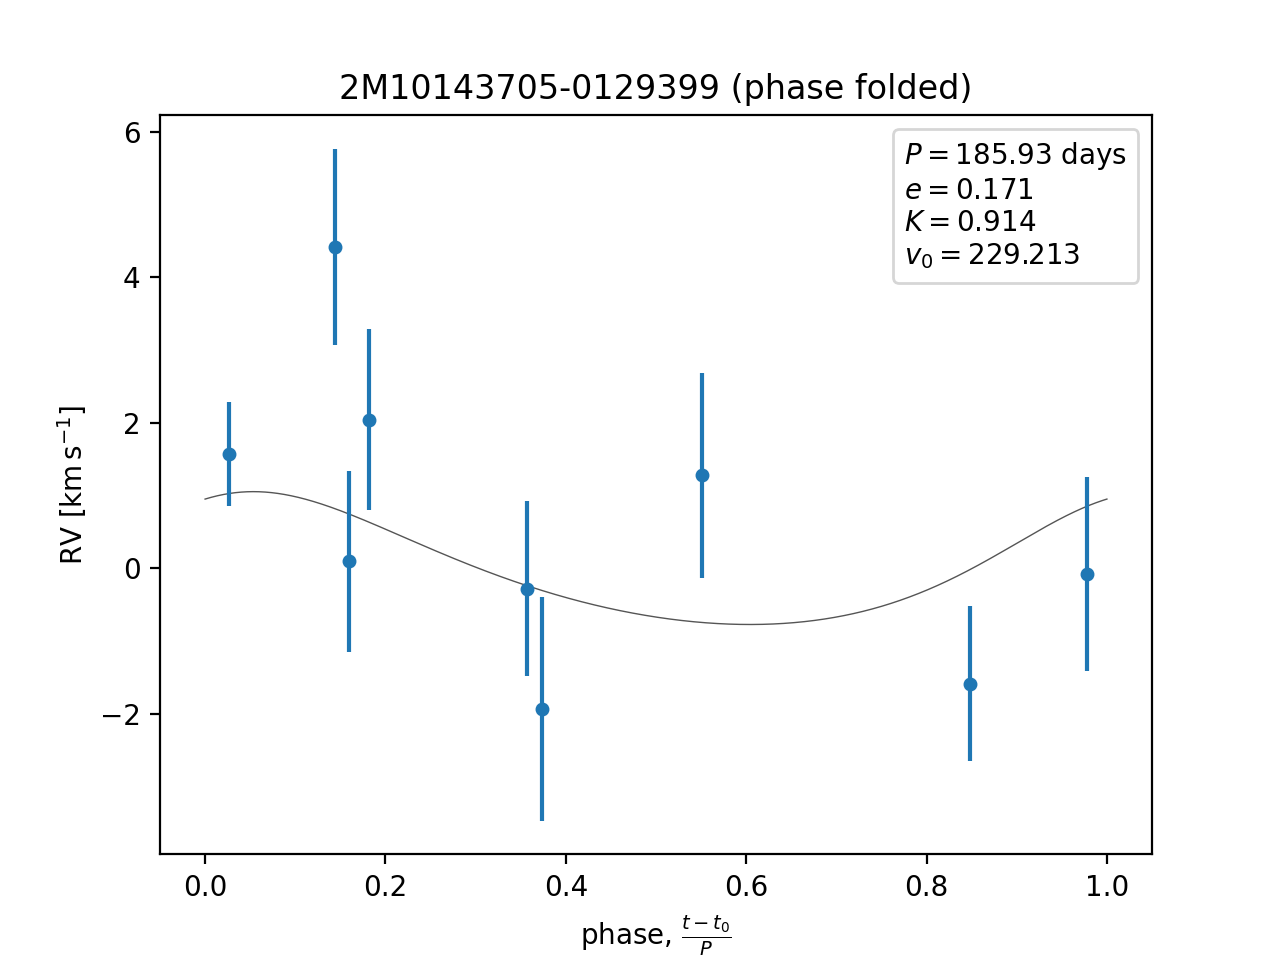 2M10143705-0129399 (phase folded)
P = 185.93 days
e = 0.171
K = 0.914
v₀ = 229.213
RV [km s⁻¹]
6
4
2
0
−2
0.0 0.2 0.4 0.6 0.8 1.0
phase, (t − t₀)/P